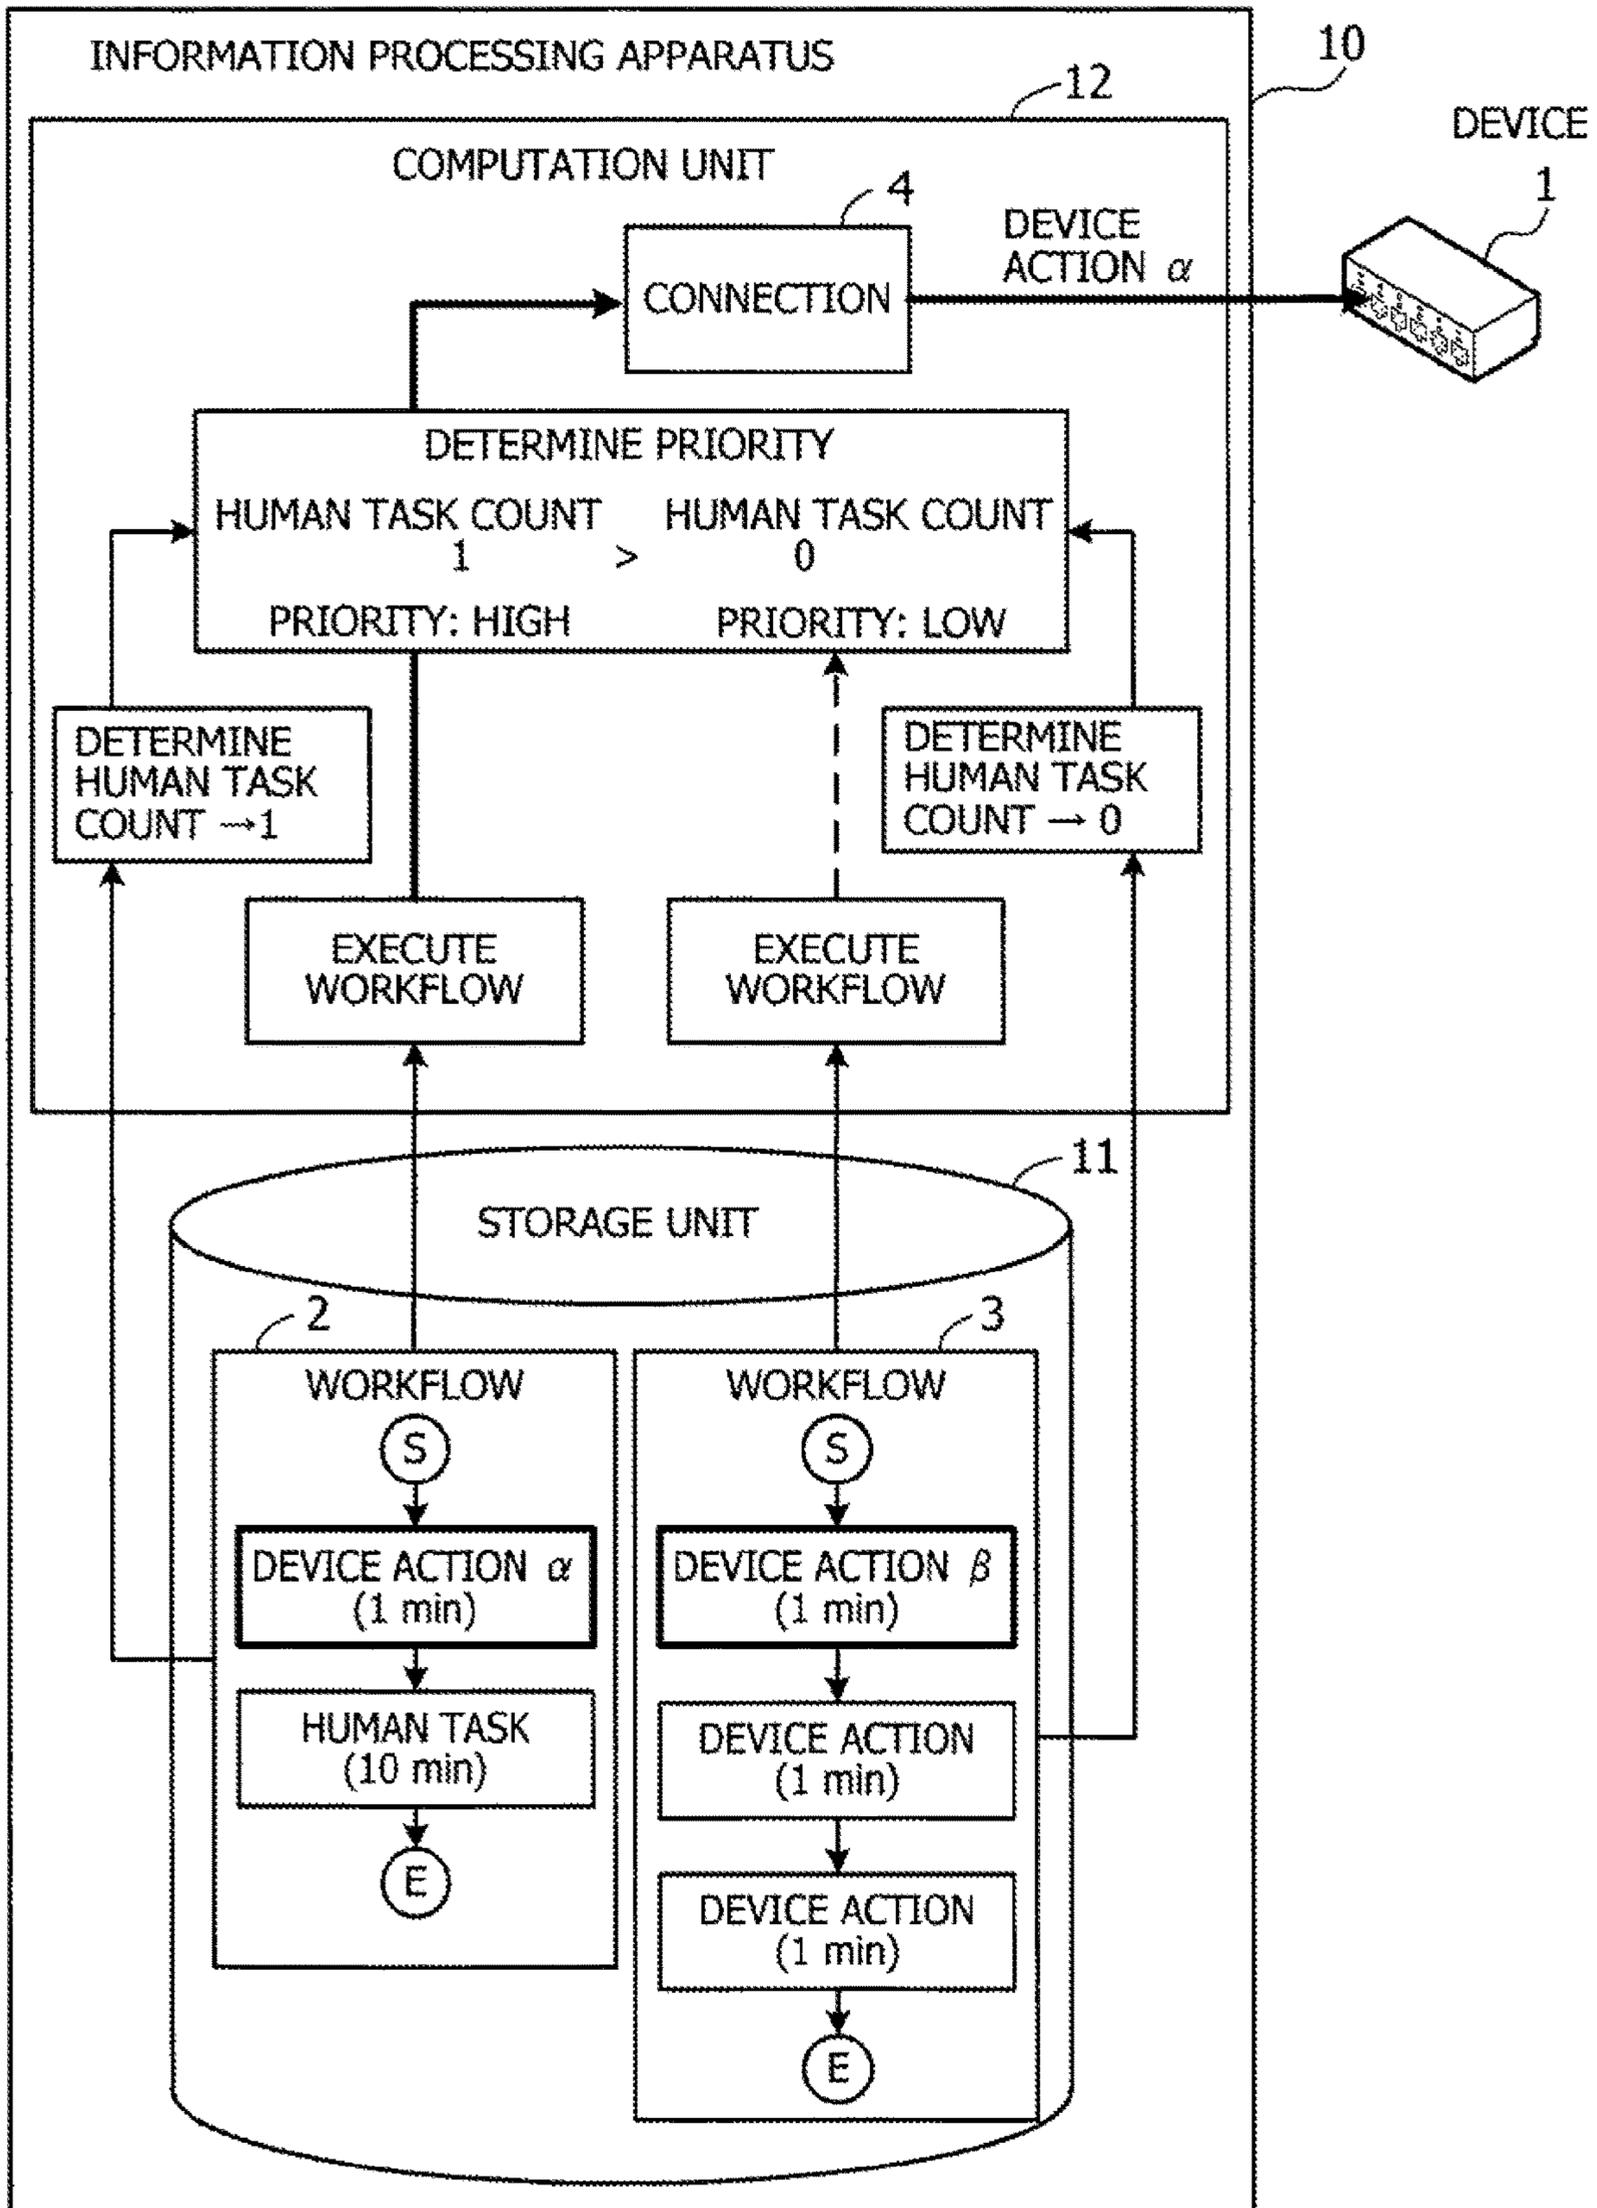 INFORMATION PROCESSING APPARATUS
10
12
DEVICE
1
COMPUTATION UNIT
4
DEVICE
ACTION α
CONNECTION
DETERMINE PRIORITY
HUMAN TASK COUNT HUMAN TASK COUNT
1 > 0
PRIORITY: HIGH PRIORITY: LOW
DETERMINE
HUMAN TASK
COUNT →1
DETERMINE
HUMAN TASK
COUNT → 0
EXECUTE
WORKFLOW
EXECUTE
WORKFLOW
11
STORAGE UNIT
2
WORKFLOW
S
DEVICE ACTION α
(1 min)
HUMAN TASK
(10 min)
E
3
WORKFLOW
S
DEVICE ACTION β
(1 min)
DEVICE ACTION
(1 min)
DEVICE ACTION
(1 min)
E